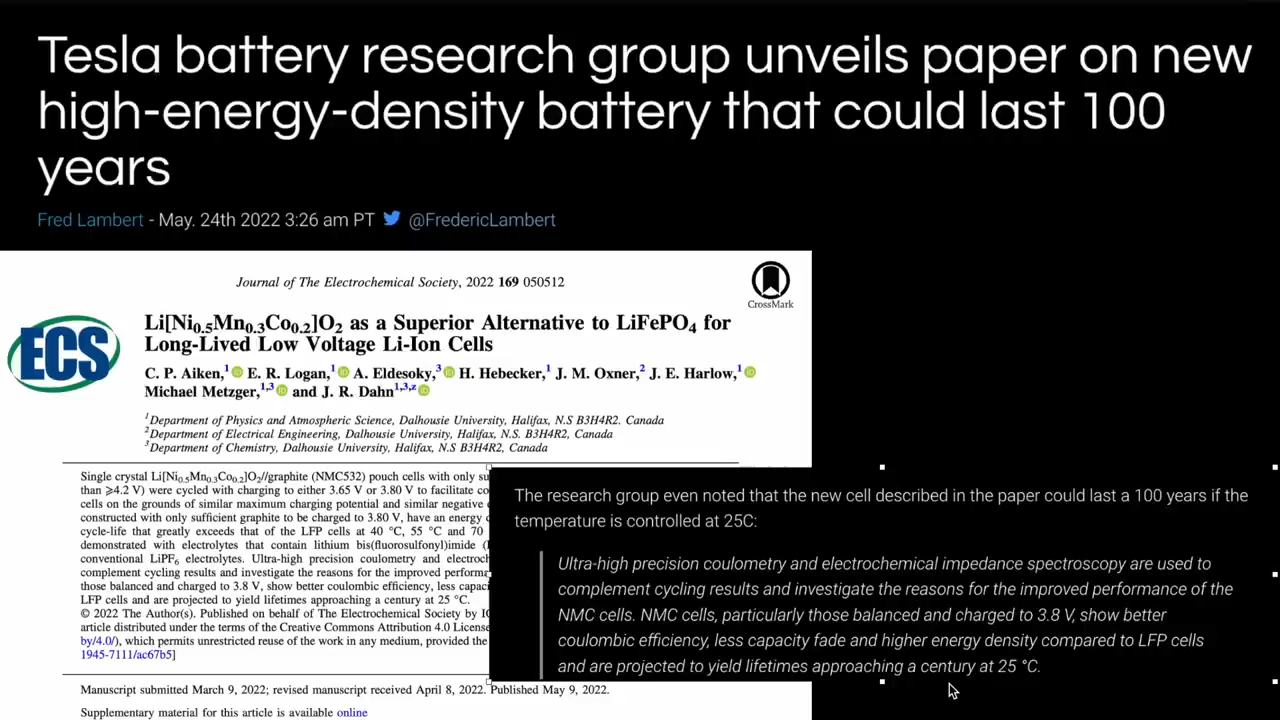 Tesla battery research group unveils paper on new
high-energy-density battery that could last 100
years
Fred Lambert - May. 24th 2022 3:26 am PT @FredericLambert
Journal of The Electrochemical Society, 2022 169 050512
CrossMark
ECS
Li[Ni0.5Mn0.3Co0.2]O2 as a Superior Alternative to LiFePO4 for
Long-Lived Low Voltage Li-Ion Cells
C. P. Aiken,1 E. R. Logan,1 A. Eldesoky,3 H. Hebecker,1 J. M. Oxner,2 J. E. Harlow,1
Michael Metzger,1,3 and J. R. Dahn1,3,z
1Department of Physics and Atmospheric Science, Dalhousie University, Halifax, N.S B3H4R2. Canada
2Department of Electrical Engineering, Dalhousie University, Halifax, N.S. B3H4R2, Canada
3Department of Chemistry, Dalhousie University, Halifax, N.S B3H4R2, Canada
Single crystal Li[Ni0.5Mn0.3Co0.2]O2//graphite (NMC532) pouch cells with only su
than ⩾4.2 V) were cycled with charging to either 3.65 V or 3.80 V to facilitate co
cells on the grounds of similar maximum charging potential and similar negative
constructed with only sufficient graphite to be charged to 3.80 V, have an energy
cycle-life that greatly exceeds that of the LFP cells at 40 °C, 55 °C and 70
demonstrated with electrolytes that contain lithium bis(fluorosulfonyl)imide (
conventional LiPF6 electrolytes. Ultra-high precision coulometry and electroch
complement cycling results and investigate the reasons for the improved performa
those balanced and charged to 3.8 V, show better coulombic efficiency, less capaci
LFP cells and are projected to yield lifetimes approaching a century at 25 °C.
© 2022 The Author(s). Published on behalf of The Electrochemical Society by IO
article distributed under the terms of the Creative Commons Attribution 4.0 License
by/4.0/), which permits unrestricted reuse of the work in any medium, provided the
1945-7111/ac67b5]
Manuscript submitted March 9, 2022; revised manuscript received April 8, 2022. Published May 9, 2022.
Supplementary material for this article is available online
The research group even noted that the new cell described in the paper could last a 100 years if the
temperature is controlled at 25C:
Ultra-high precision coulometry and electrochemical impedance spectroscopy are used to
complement cycling results and investigate the reasons for the improved performance of the
NMC cells. NMC cells, particularly those balanced and charged to 3.8 V, show better
coulombic efficiency, less capacity fade and higher energy density compared to LFP cells
and are projected to yield lifetimes approaching a century at 25 °C.